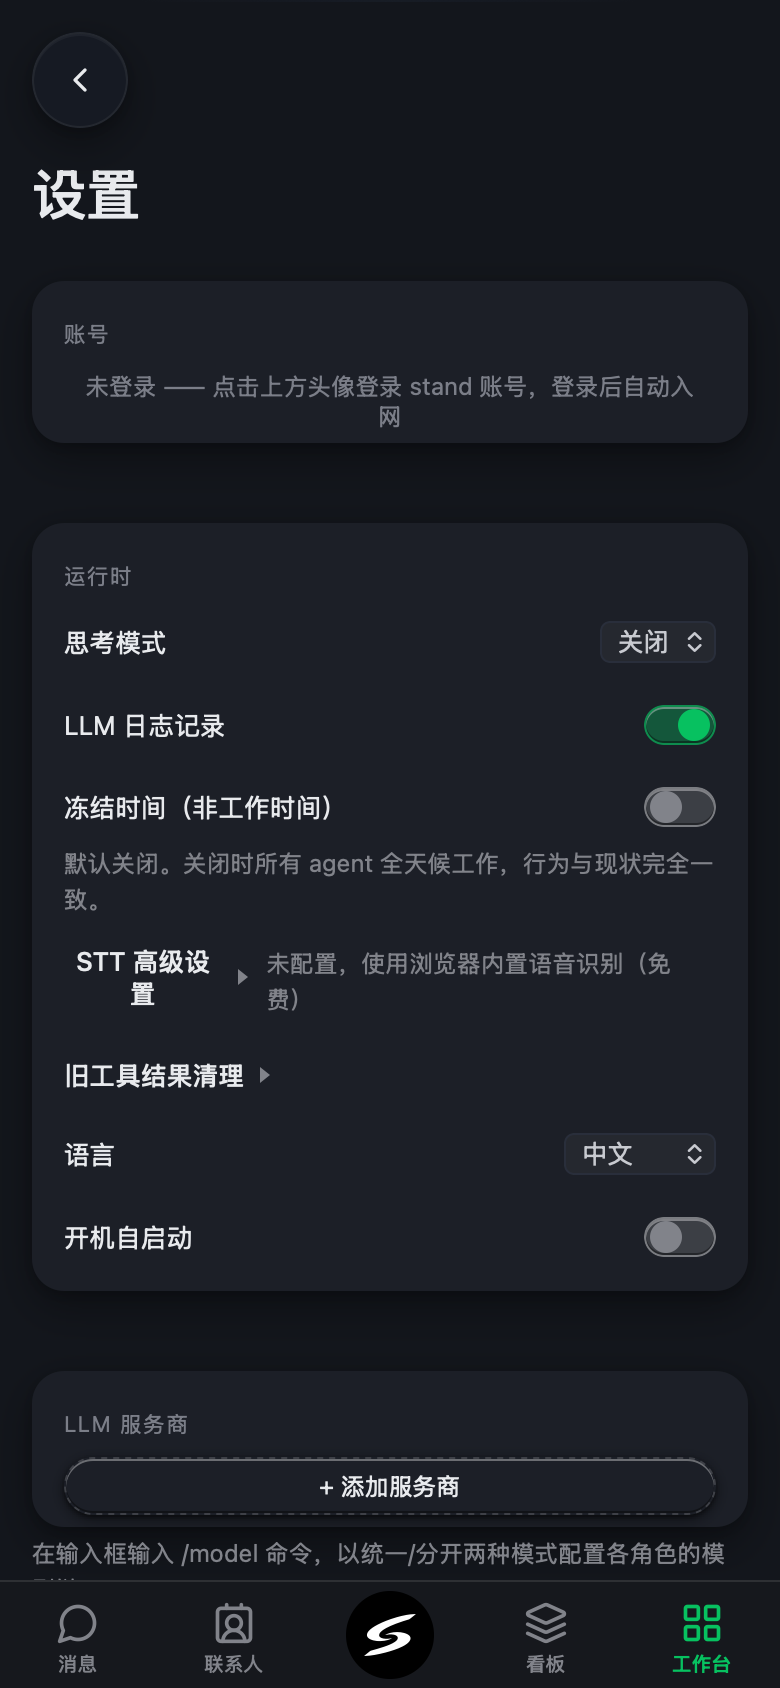 设置
账号
未登录 —— 点击上方头像登录 stand 账号，登录后自动入
网
运行时
思考模式
关闭
LLM 日志记录
冻结时间（非工作时间）
默认关闭。关闭时所有 agent 全天候工作，行为与现状完全一
致。
STT 高级设
置
未配置，使用浏览器内置语音识别（免
费）
旧工具结果清理
语言
中文
开机自启动
LLM 服务商
+ 添加服务商
在输入框输入 /model 命令，以统一/分开两种模式配置各角色的模
消息
联系人
看板
工作台